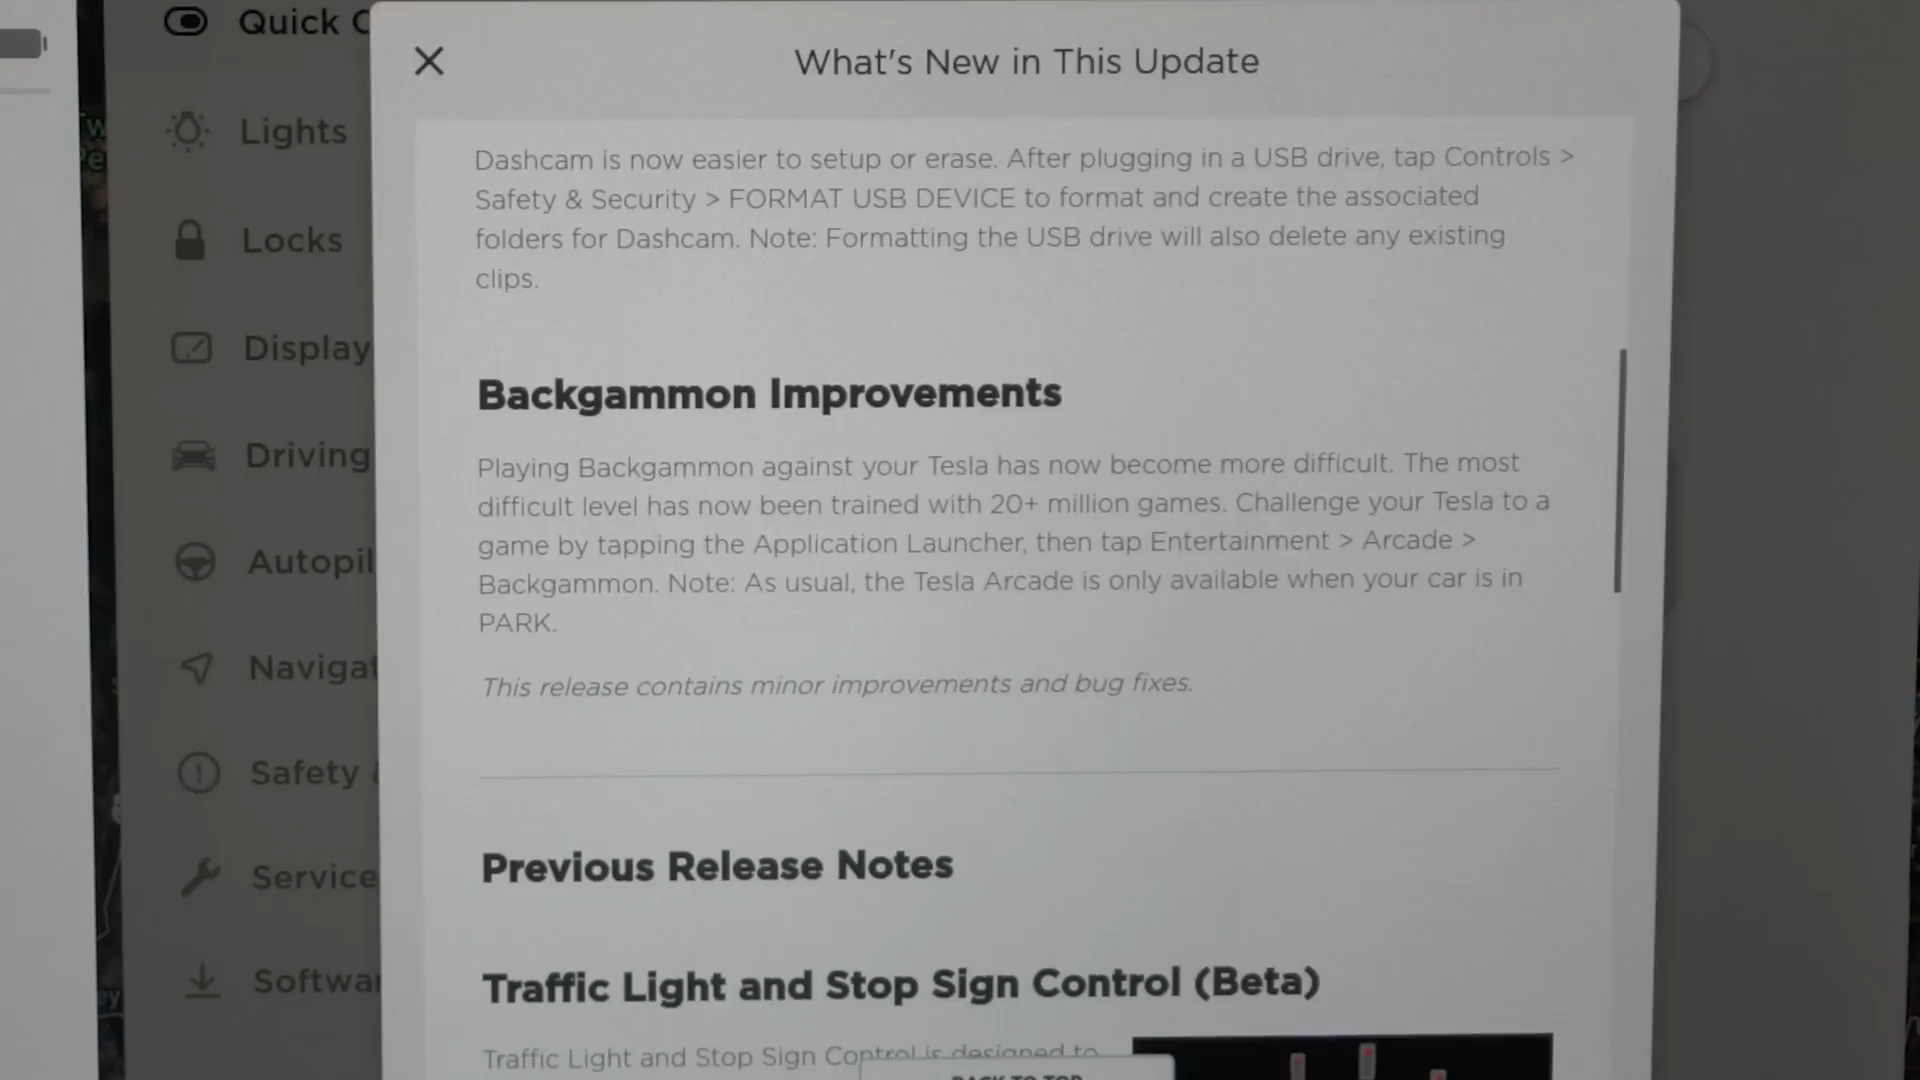 Quick
What's New in This Update
Lights
Locks
Display
Driving
Safety
Service
Dashcam is now easier to setup or erase. After plugging in a USB drive, tap Controls >
Safety & Security > FORMAT USB DEVICE to format and create the associated
folders for Dashcam. Note: Formatting the USB drive will also delete any existing
clips.
Backgammon Improvements
Playing Backgammon against your Tesla has now become more difficult. The most
difficult level has now been trained with 20+ million games. Challenge your Tesla to a
game by tapping the Application Launcher, then tap Entertainment > Arcade >
Backgammon. Note: As usual, the Tesla Arcade is only available when your car is in
PARK.
This release contains minor improvements and bug fixes.
Previous Release Notes
Traffic Light and Stop Sign Control (Beta)
Traffic Light and Stop Sign Control is designed to
BACK TO TOP